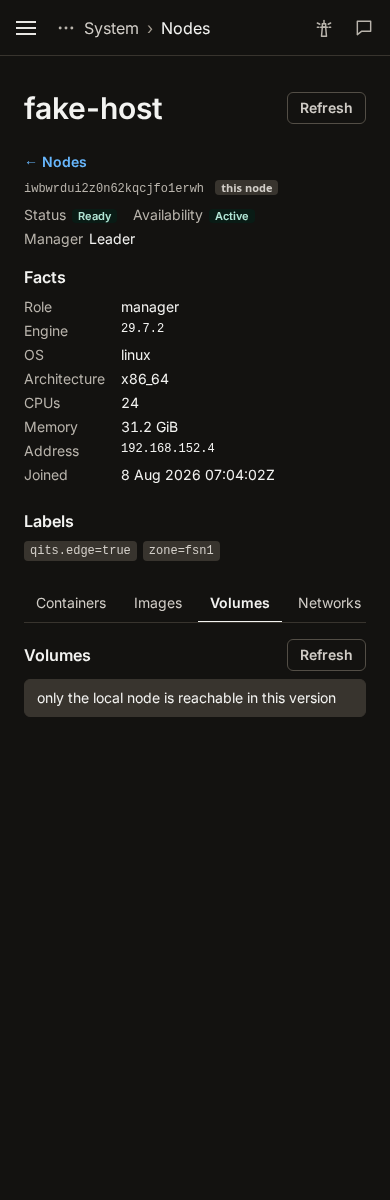 System › Nodes
fake-host
Refresh
← Nodes
iwbwrdui2z0n62kqcjfo1erwh this node
Status Ready Availability Active
Manager Leader
Facts
Role manager
Engine 29.7.2
OS linux
Architecture x86_64
CPUs 24
Memory 31.2 GiB
Address 192.168.152.4
Joined 8 Aug 2026 07:04:02Z
Labels
qits.edge=true zone=fsn1
Containers Images Volumes Networks
Volumes Refresh
only the local node is reachable in this version